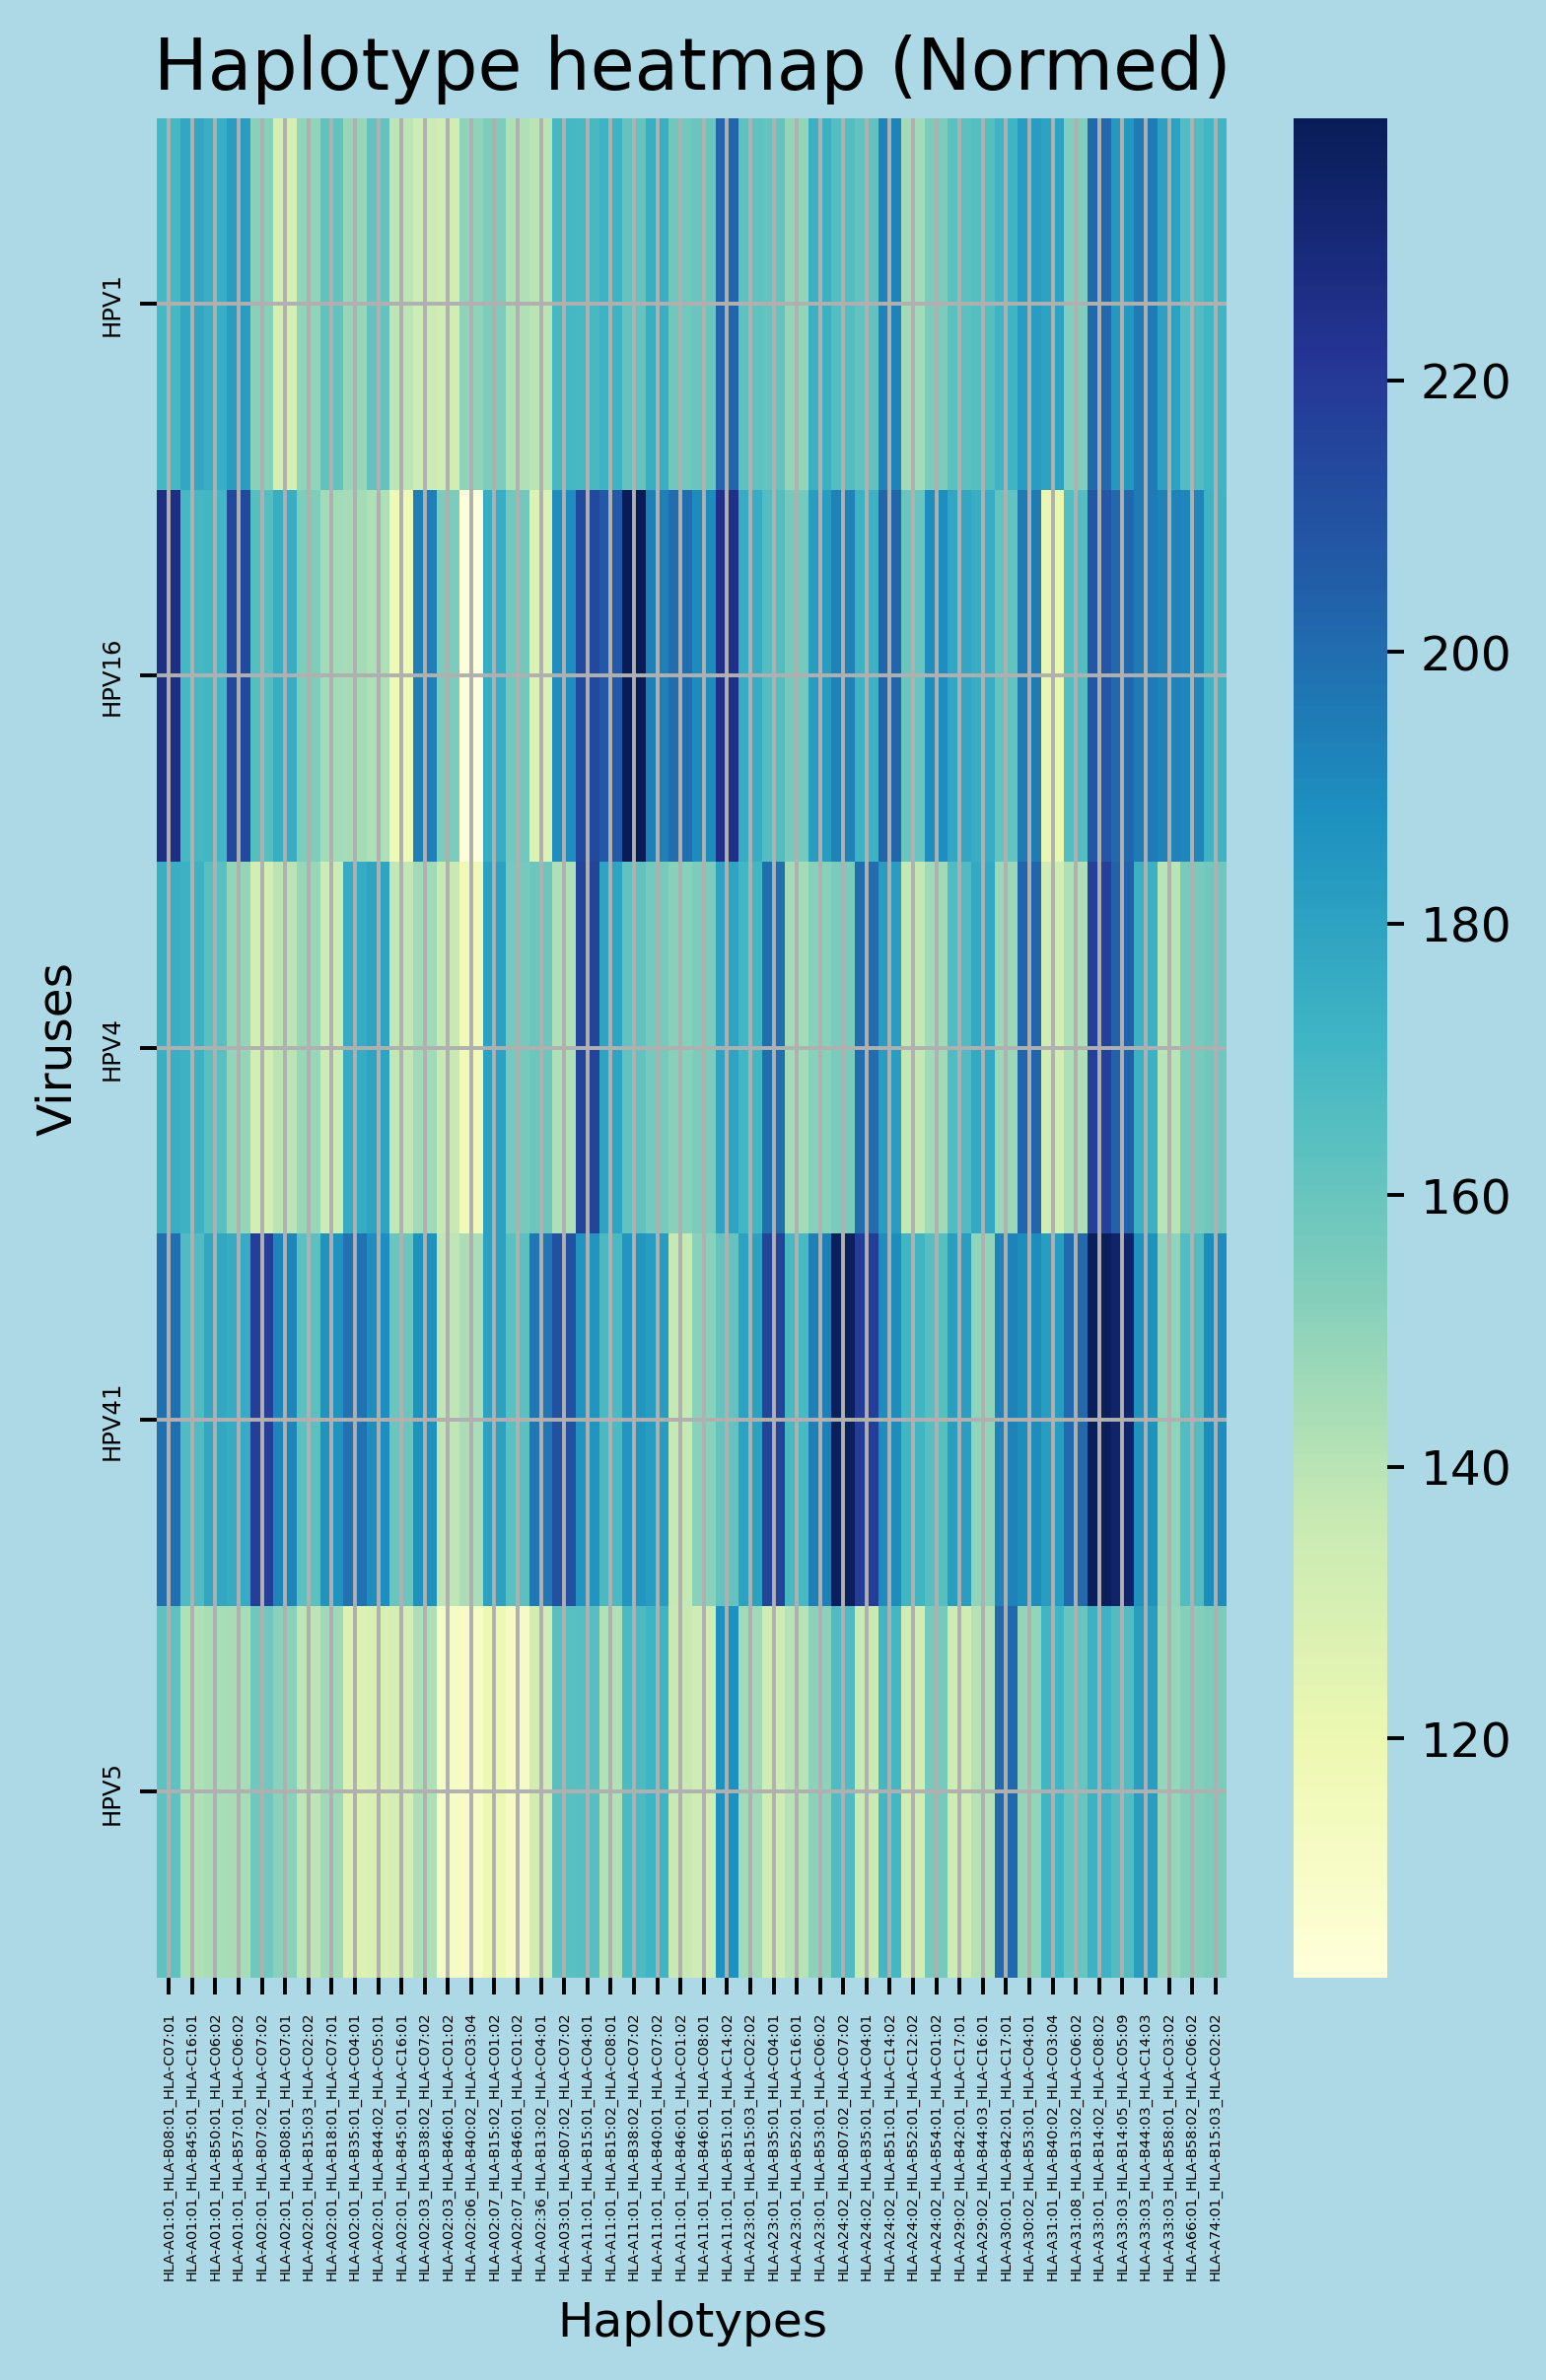 Haplotype heatmap (Normed)
Viruses
HPV1
HPV16
HPV4
HPV41
HPV5
220
200
180
160
140
120
HLA-A01:01_HLA-B08:01_HLA-C07:01
HLA-A01:01_HLA-B45:01_HLA-C16:01
HLA-A01:01_HLA-B50:01_HLA-C06:02
HLA-A01:01_HLA-B57:01_HLA-C06:02
HLA-A02:01_HLA-B07:02_HLA-C07:02
HLA-A02:01_HLA-B08:01_HLA-C07:01
HLA-A02:01_HLA-B15:03_HLA-C02:02
HLA-A02:01_HLA-B18:01_HLA-C07:01
HLA-A02:01_HLA-B35:01_HLA-C04:01
HLA-A02:01_HLA-B44:02_HLA-C05:01
HLA-A02:01_HLA-B45:01_HLA-C16:01
HLA-A02:03_HLA-B38:02_HLA-C07:02
HLA-A02:03_HLA-B46:01_HLA-C01:02
HLA-A02:06_HLA-B40:02_HLA-C03:04
HLA-A02:07_HLA-B15:02_HLA-C01:02
HLA-A02:07_HLA-B46:01_HLA-C01:02
HLA-A02:36_HLA-B13:02_HLA-C04:01
HLA-A03:01_HLA-B07:02_HLA-C07:02
HLA-A11:01_HLA-B15:01_HLA-C04:01
HLA-A11:01_HLA-B15:02_HLA-C08:01
HLA-A11:01_HLA-B38:02_HLA-C07:02
HLA-A11:01_HLA-B40:01_HLA-C07:02
HLA-A11:01_HLA-B46:01_HLA-C01:02
HLA-A11:01_HLA-B46:01_HLA-C08:01
HLA-A11:01_HLA-B51:01_HLA-C14:02
HLA-A23:01_HLA-B15:03_HLA-C02:02
HLA-A23:01_HLA-B35:01_HLA-C04:01
HLA-A23:01_HLA-B52:01_HLA-C16:01
HLA-A23:01_HLA-B53:01_HLA-C06:02
HLA-A24:02_HLA-B07:02_HLA-C07:02
HLA-A24:02_HLA-B35:01_HLA-C04:01
HLA-A24:02_HLA-B51:01_HLA-C14:02
HLA-A24:02_HLA-B52:01_HLA-C12:02
HLA-A24:02_HLA-B54:01_HLA-C01:02
HLA-A29:02_HLA-B42:01_HLA-C17:01
HLA-A29:02_HLA-B44:03_HLA-C16:01
HLA-A30:01_HLA-B42:01_HLA-C17:01
HLA-A30:02_HLA-B53:01_HLA-C04:01
HLA-A31:01_HLA-B40:02_HLA-C03:04
HLA-A31:08_HLA-B13:02_HLA-C06:02
HLA-A33:01_HLA-B14:02_HLA-C08:02
HLA-A33:03_HLA-B14:05_HLA-C05:09
HLA-A33:03_HLA-B44:03_HLA-C14:03
HLA-A33:03_HLA-B58:01_HLA-C03:02
HLA-A66:01_HLA-B58:02_HLA-C06:02
HLA-A74:01_HLA-B15:03_HLA-C02:02
Haplotypes